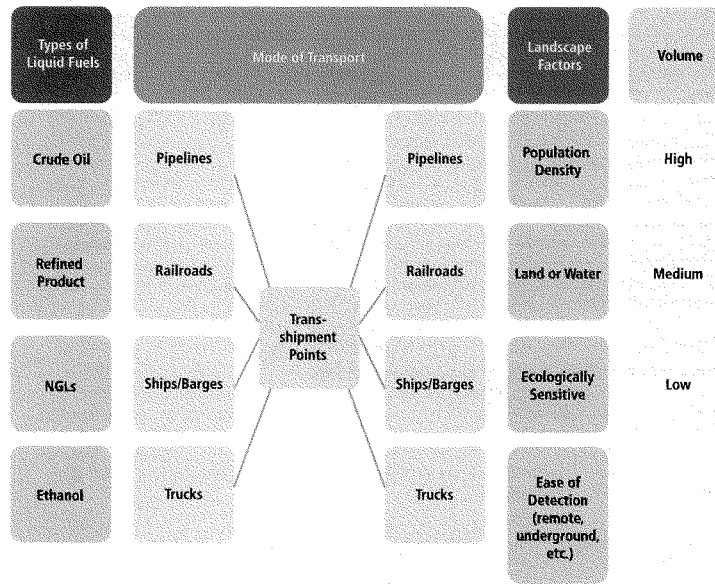 Types of
Liquid Fuels
Mode of Transport
Landscape
Factors
Volume
Crude Oil
Pipelines
Pipelines
Population
Density
High
Refined
Product
Railroads
Railroads
Land or Water
Medium
Trans-
shipment
Points
NGLs
Ships/Barges
Ships/Barges
Ecologically
Sensitive
Low
Ethanol
Trucks
Trucks
Ease of
Detection
(remote,
underground,
etc.)